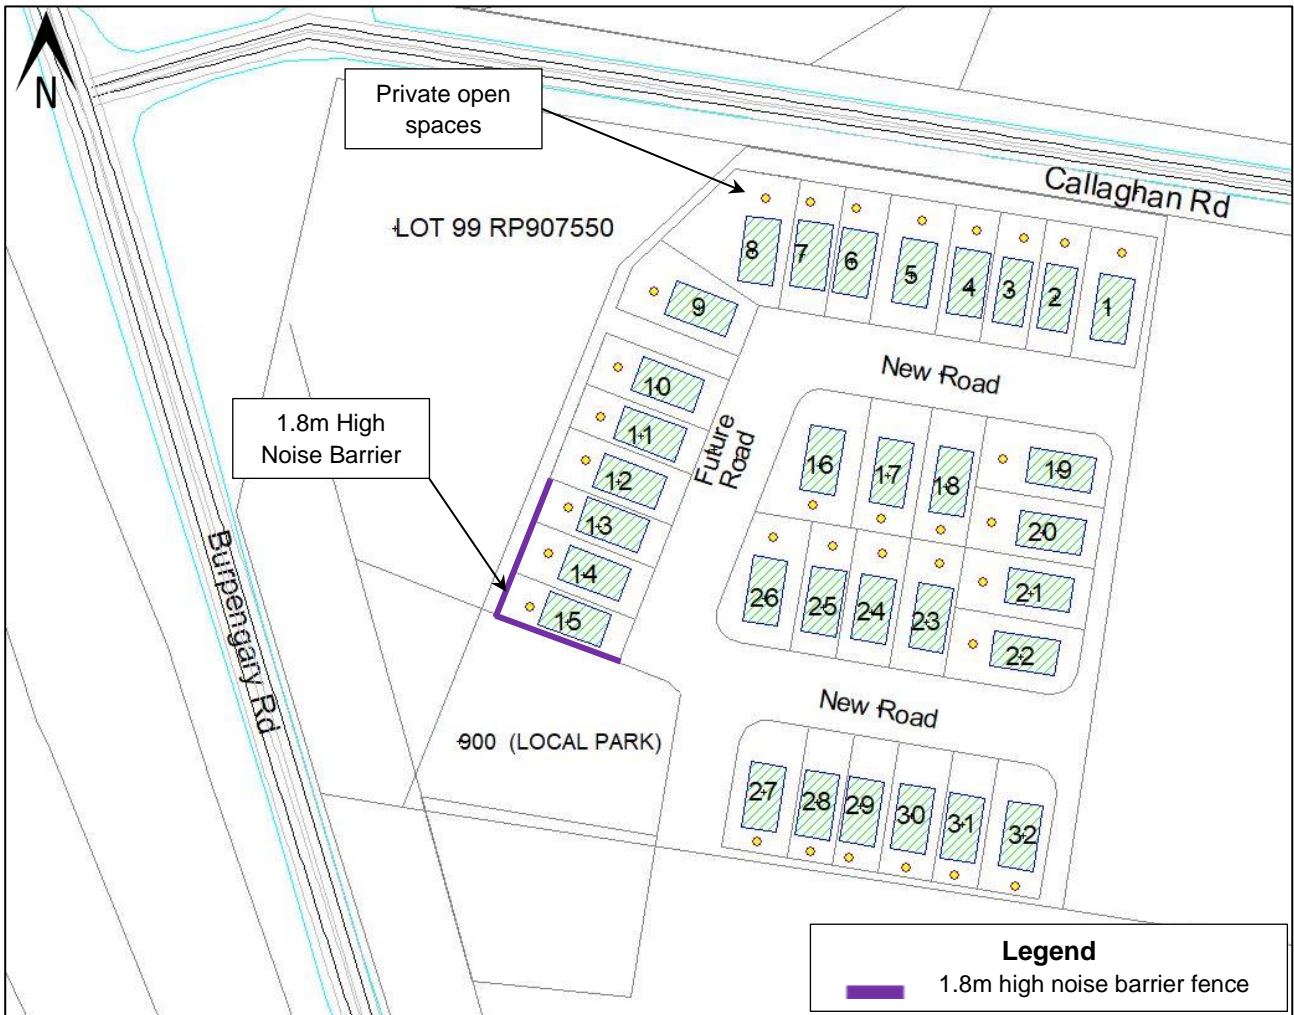 N
Private open
spaces
Callaghan Rd
LOT 99 RP907550
8
7
6
5
4
3
2
1
9
New Road
10
1.8m High
Noise Barrier
11
Future
Road
12
16
17
18
19
13
20
14
21
15
26
25
24
23
22
Burpengary Rd
New Road
900 (LOCAL PARK)
27
28
29
30
31
32
Legend
1.8m high noise barrier fence